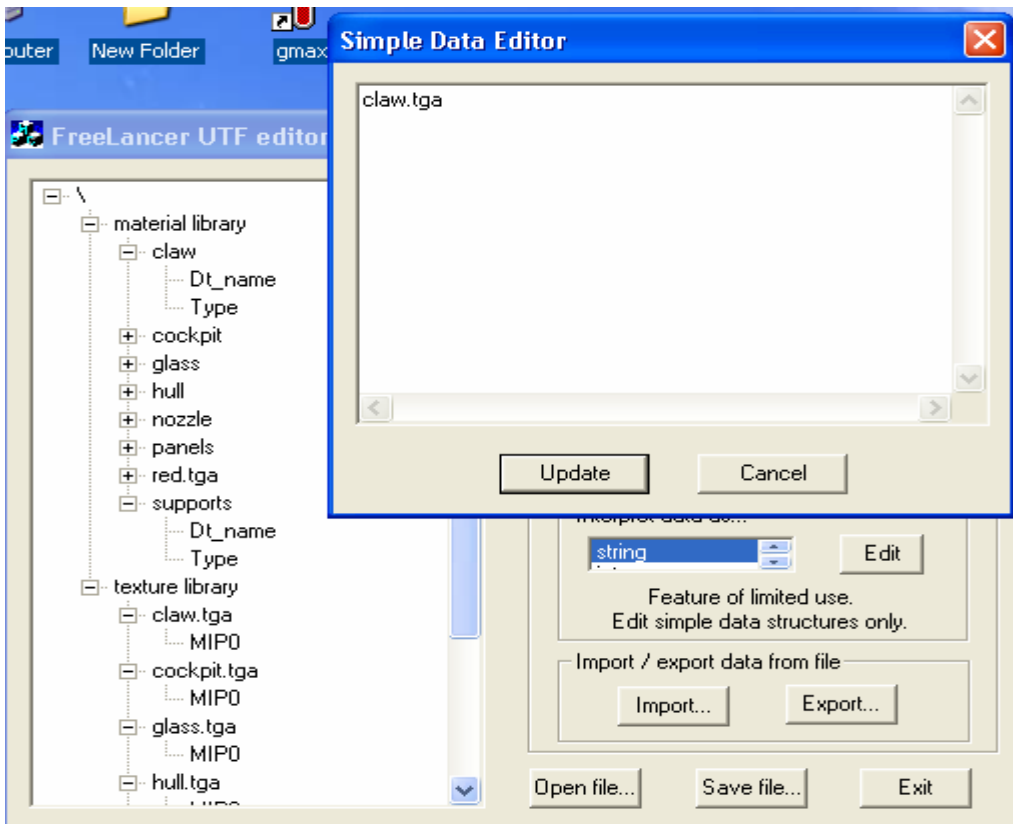 New Folder
gmax
Simple Data Editor
claw.tga
Update
Cancel
FreeLancer UTF editor
\
material library
claw
Dt_name
Type
cockpit
glass
hull
nozzle
panels
red.tga
supports
Dt_name
Type
texture library
claw.tga
MIP0
cockpit.tga
MIP0
glass.tga
MIP0
hull.tga
Interpret data as...
string
Edit
Feature of limited use.
Edit simple data structures only.
Import / export data from file
Import...
Export...
Open file...
Save file...
Exit